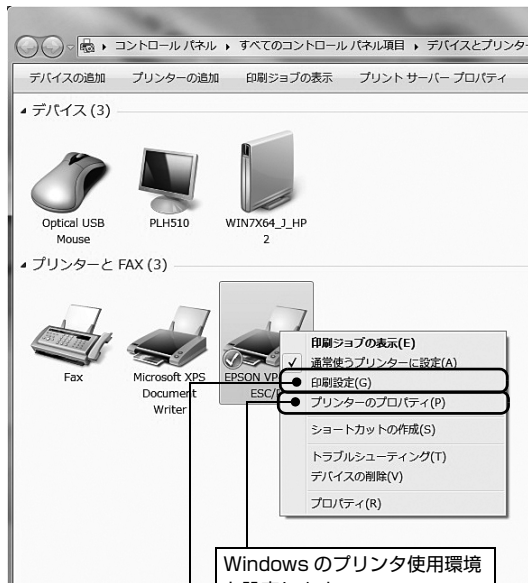 コントロール パネル ▸ すべてのコントロール パネル項目 ▸ デバイスとプリンター
デバイスの追加 プリンターの追加 印刷ジョブの表示 プリント サーバー プロパティ
デバイス (3)
Optical USB
Mouse
PLH510
WIN7X64_J_HP
2
プリンターと FAX (3)
Fax
Microsoft XPS
Document
Writer
EPSON VP
ESC/P
印刷ジョブの表示(E)
通常使うプリンターに設定(A)
印刷設定(G)
プリンターのプロパティ(P)
ショートカットの作成(S)
トラブルシューティング(T)
デバイスの削除(V)
プロパティ(R)
Windows のプリンタ使用環境